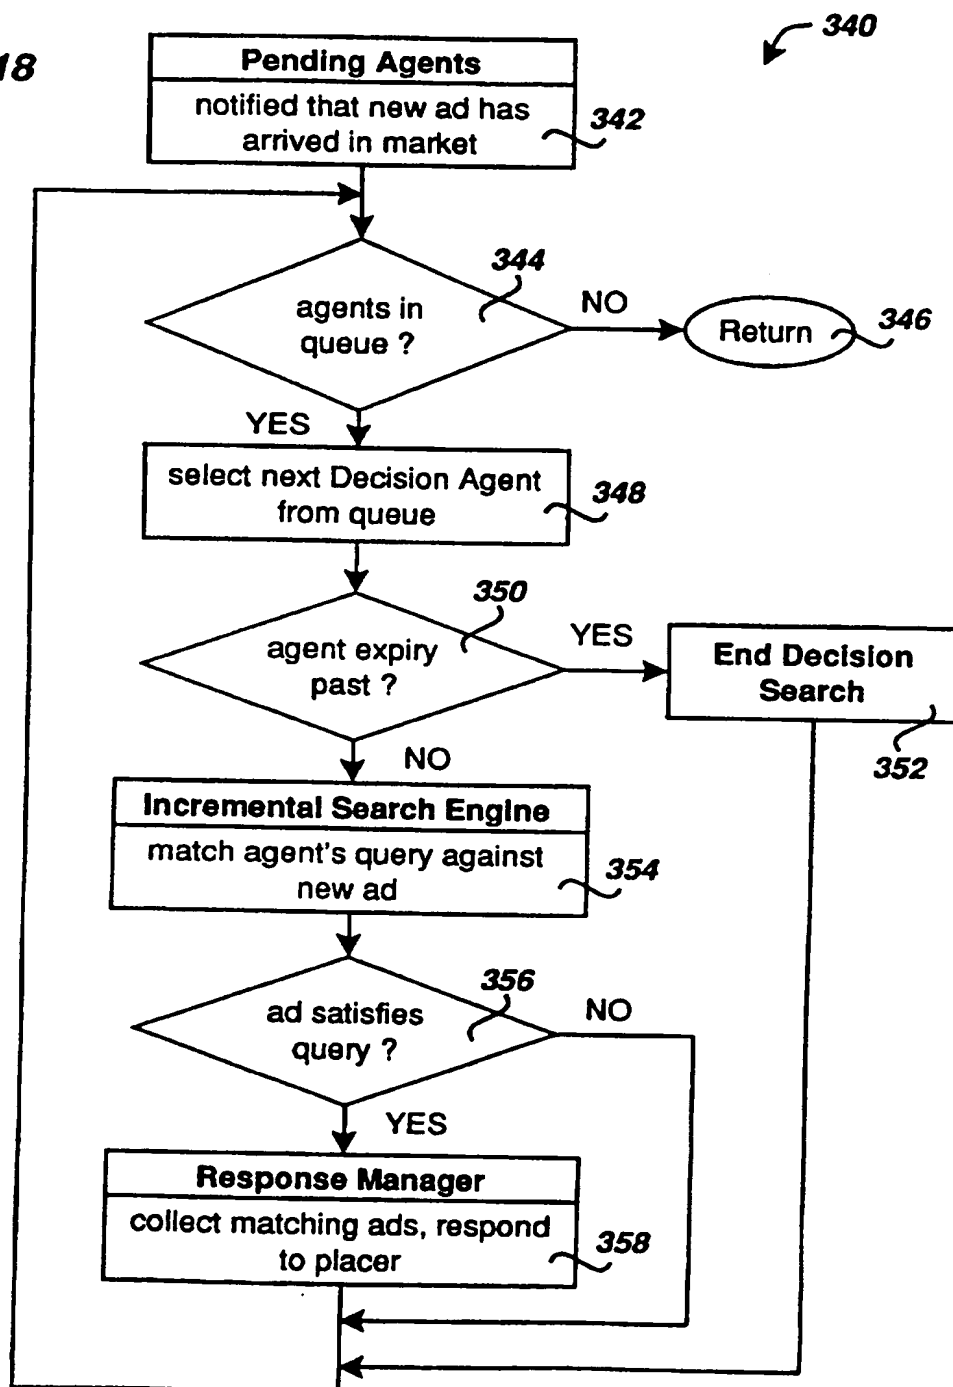 18
340
Pending Agents
notified that new ad has
arrived in market
342
agents in
queue ?
344
NO
Return
346
YES
select next Decision Agent
from queue
348
agent expiry
past ?
350
YES
End Decision
Search
352
NO
Incremental Search Engine
match agent's query against
new ad
354
ad satisfies
query ?
356
NO
YES
Response Manager
collect matching ads, respond
to placer
358